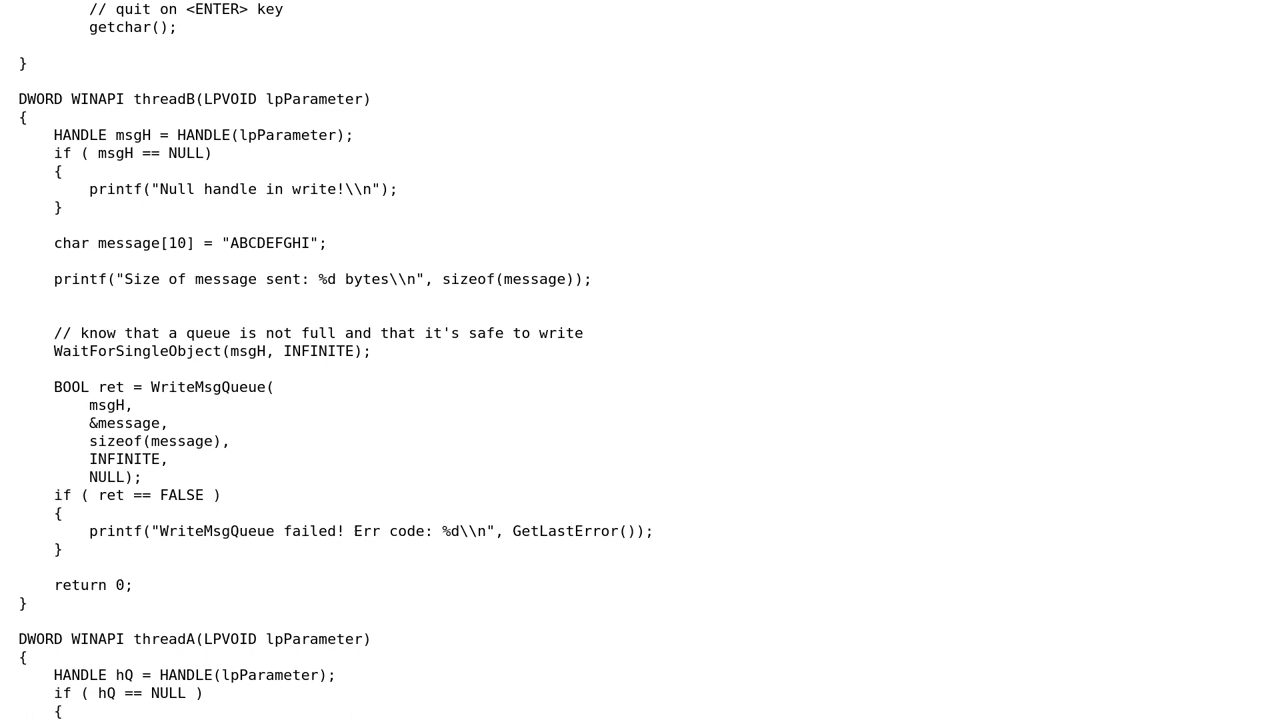 // quit on <ENTER> key
getchar();
}
DWORD WINAPI threadB(LPVOID lpParameter)
{
HANDLE msgH = HANDLE(lpParameter);
if ( msgH == NULL)
{
printf("Null handle in write!\\n");
}
char message[10] = "ABCDEFGHI";
printf("Size of message sent: %d bytes\\n", sizeof(message));
// know that a queue is not full and that it's safe to write
WaitForSingleObject(msgH, INFINITE);
BOOL ret = WriteMsgQueue(
msgH,
&message,
sizeof(message),
INFINITE,
NULL);
if ( ret == FALSE )
{
printf("WriteMsgQueue failed! Err code: %d\\n", GetLastError());
}
return 0;
}
DWORD WINAPI threadA(LPVOID lpParameter)
{
HANDLE hQ = HANDLE(lpParameter);
if ( hQ == NULL )
{